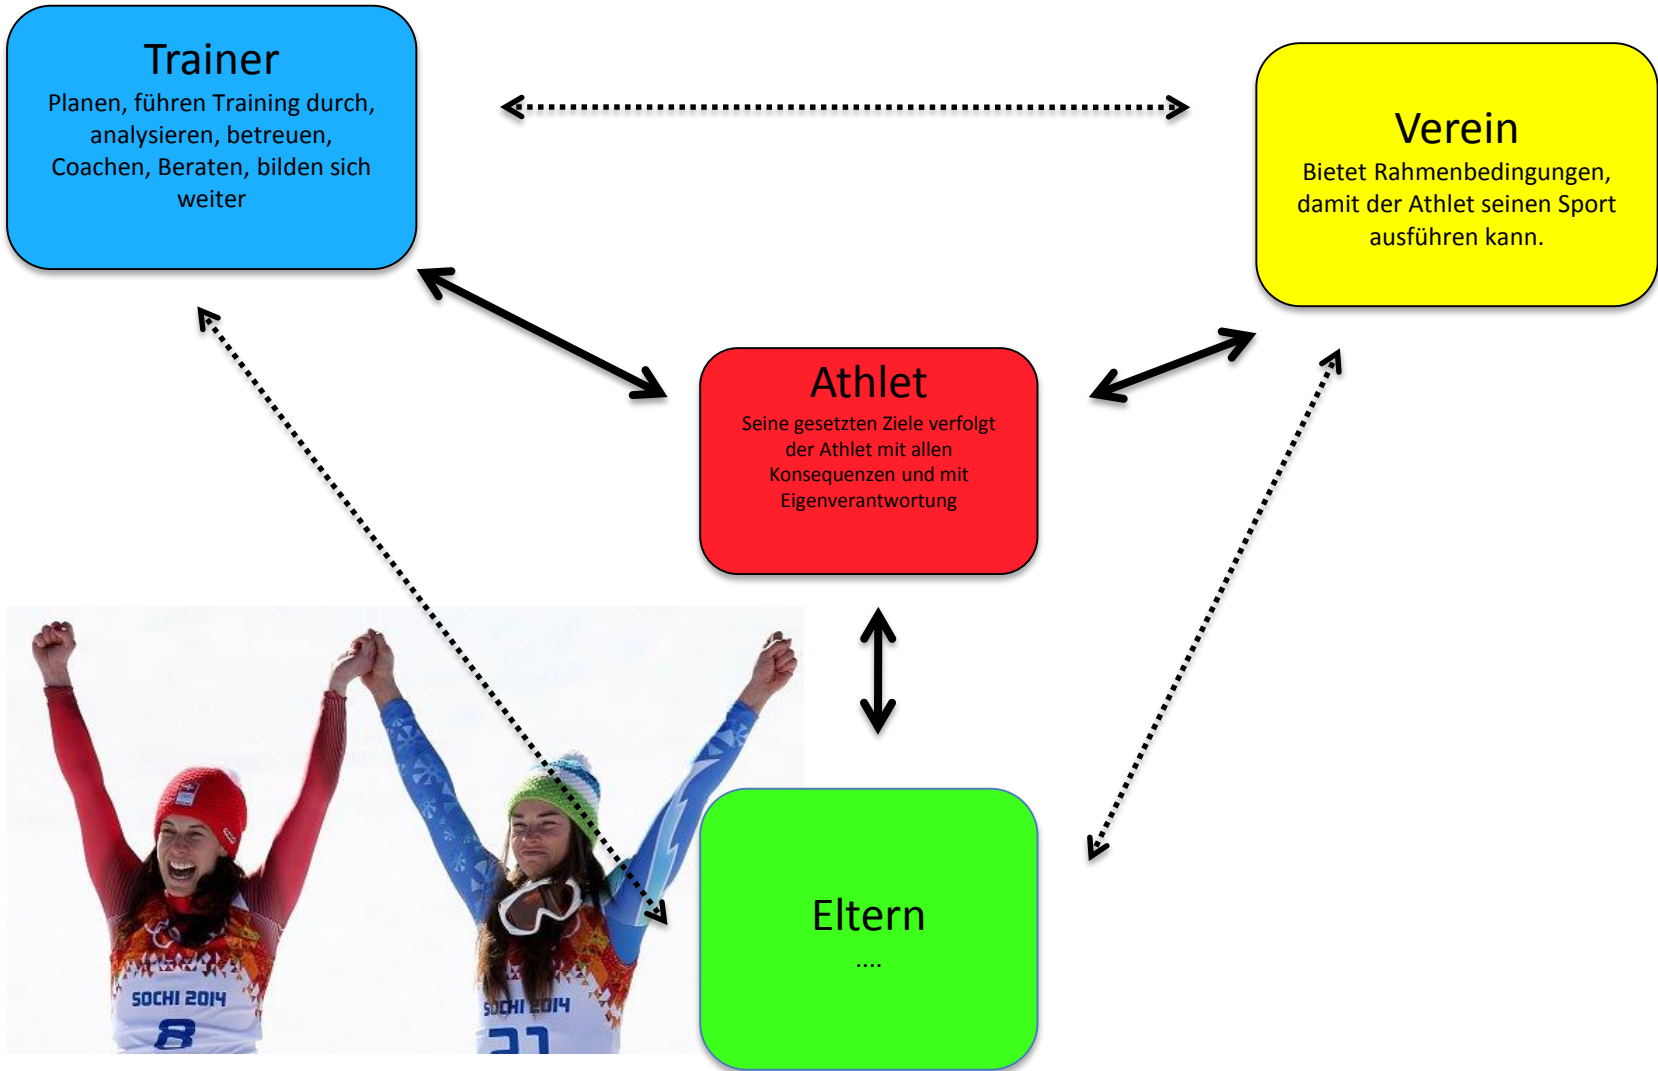 Trainer
Planen, führen Training durch,
analysieren, betreuen,
Coachen, Beraten, bilden sich
weiter
Verein
Bietet Rahmenbedingungen,
damit der Athlet seinen Sport
ausführen kann.
Athlet
Seine gesetzten Ziele verfolgt
der Athlet mit allen
Konsequenzen und mit
Eigenverantwortung
Eltern
....
SOCHI 2014
8
SOCHI 2014
21